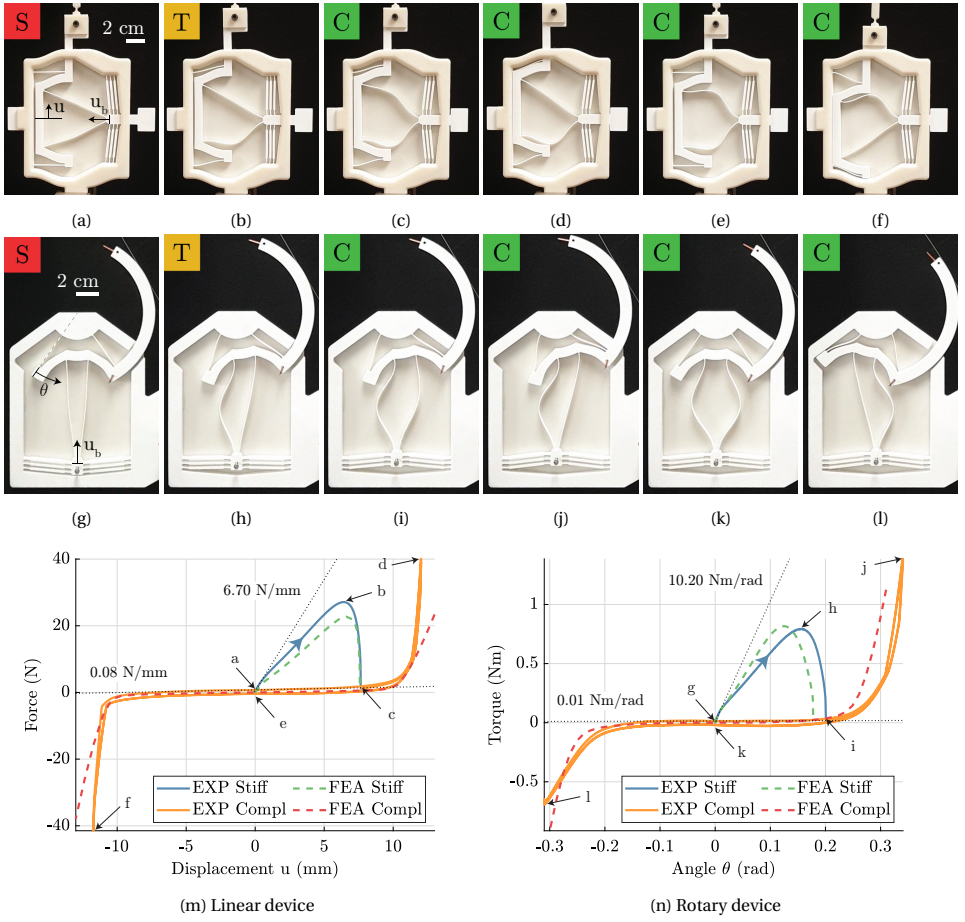 S T C C C C
2 cm
u u_b
(a) (b) (c) (d) (e) (f)
S T C C C C
2 cm
θ
u_b
(g) (h) (i) (j) (k) (l)
40
20
0
-20
-40
Force (N)
-10 -5 0 5 10
Displacement u (mm)
6.70 N/mm
0.08 N/mm
a
b
c
d
e
f
EXP Stiff FEA Stiff
EXP Compl FEA Compl
(m) Linear device
1
0.5
0
-0.5
Torque (Nm)
-0.3 -0.2 -0.1 0 0.1 0.2 0.3
Angle θ (rad)
10.20 Nm/rad
0.01 Nm/rad
g
h
i
j
k
l
EXP Stiff FEA Stiff
EXP Compl FEA Compl
(n) Rotary device